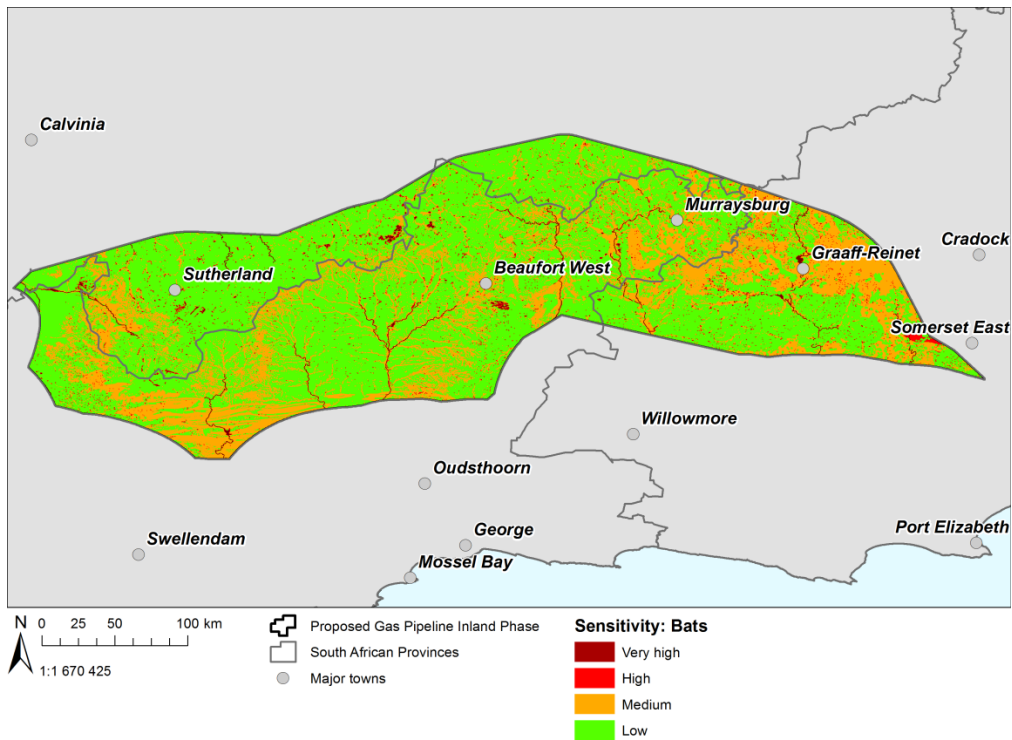 Calvinia
Murraysburg
Cradock
Graaff-Reinet
Sutherland
Beaufort West
Somerset East
Willowmore
Oudsthoorn
George
Port Elizabeth
Swellendam
Mossel Bay
N
0 25 50 100 km
1:1 670 425
Proposed Gas Pipeline Inland Phase
South African Provinces
Major towns
Sensitivity: Bats
Very high
High
Medium
Low